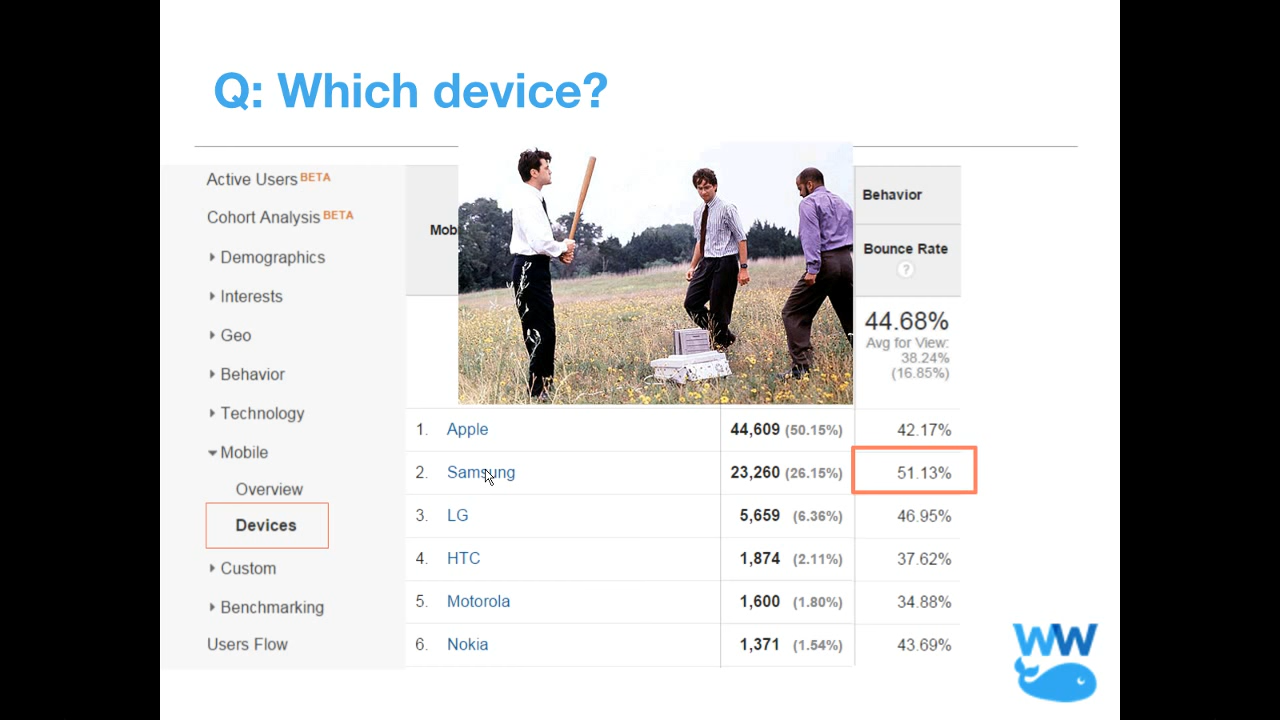 Q: Which device?
Active Users BETA
Cohort Analysis BETA
Demographics
Interests
Geo
Behavior
Technology
Mobile
Overview
Devices
Custom
Benchmarking
Users Flow
Behavior
Bounce Rate
?
44.68%
Avg for View:
38.24%
(16.85%)
1. Apple 44,609 (50.15%) 42.17%
2. Samsung 23,260 (26.15%) 51.13%
3. LG 5,659 (6.36%) 46.95%
4. HTC 1,874 (2.11%) 37.62%
5. Motorola 1,600 (1.80%) 34.88%
6. Nokia 1,371 (1.54%) 43.69%
WW